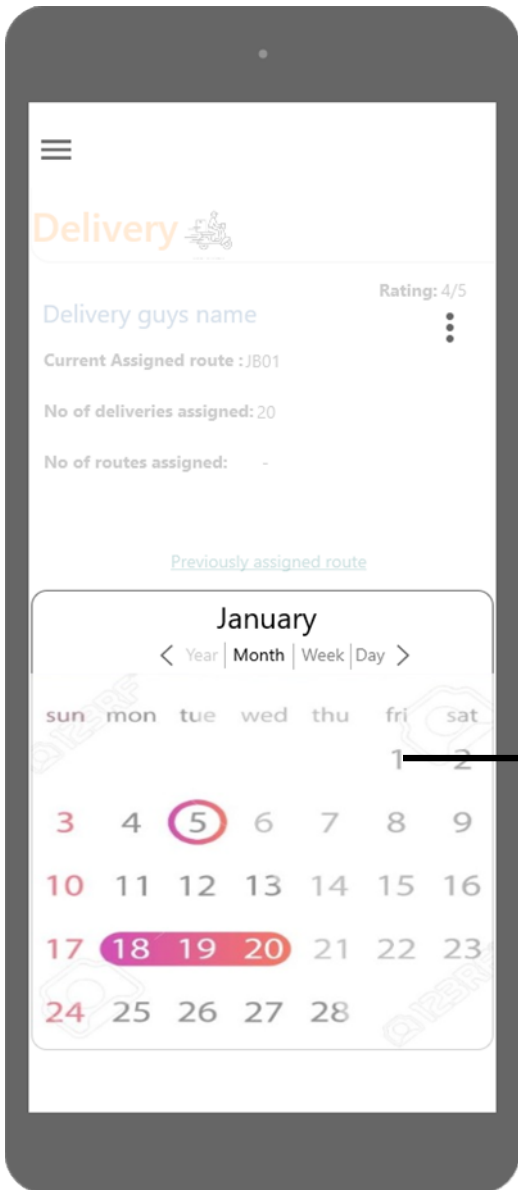 Delivery
Rating: 4/5
Delivery guys name
Current Assigned route : JB01
No of deliveries assigned: 20
No of routes assigned: -
Previously assigned route
January
< Year | Month | Week | Day >
sun mon tue wed thu fri sat
1 2
3 4 5 6 7 8 9
10 11 12 13 14 15 16
17 18 19 20 21 22 23
24 25 26 27 28
123RF
123RF